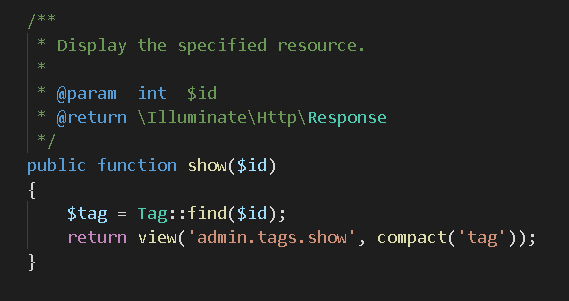 /**
 * Display the specified resource.
 *
 * @param  int  $id
 * @return \Illuminate\Http\Response
 */
public function show($id)
{
    $tag = Tag::find($id);
    return view('admin.tags.show', compact('tag'));
}